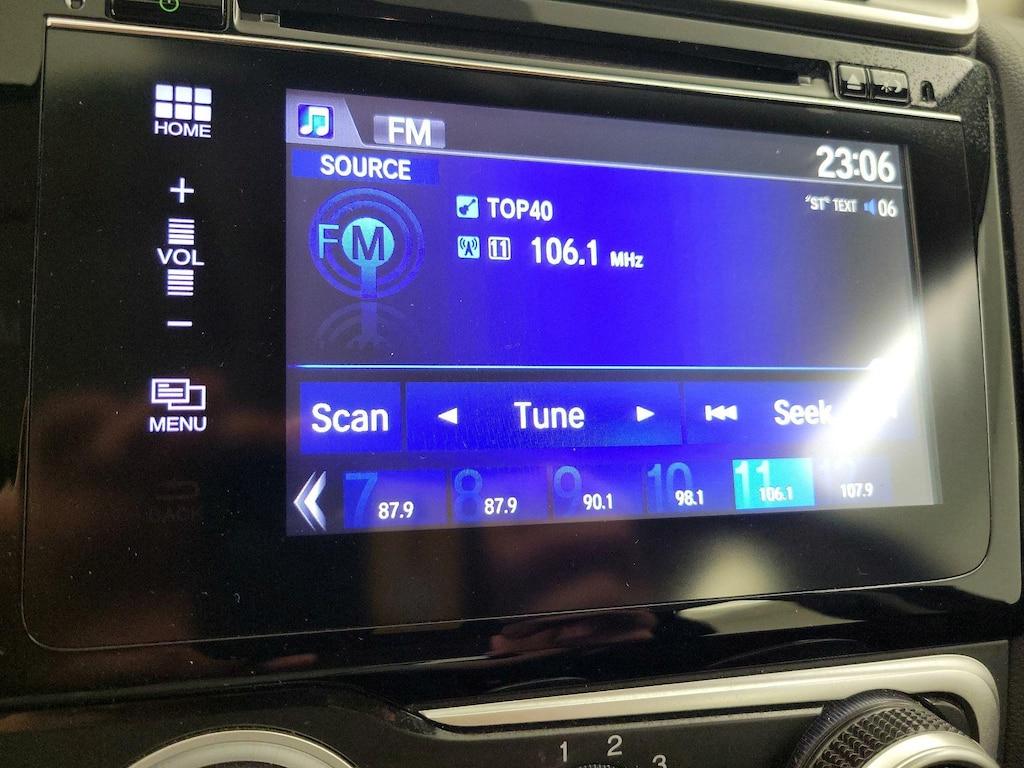 HOME
+
VOL
−
MENU
BACK
FM
SOURCE
23:06
FM
TOP40
"ST" TEXT 06
11 106.1 MHz
Scan
Tune
Seek
7 87.9
8 87.9
9 90.1
10 98.1
11 106.1
12 107.9
1 2 3